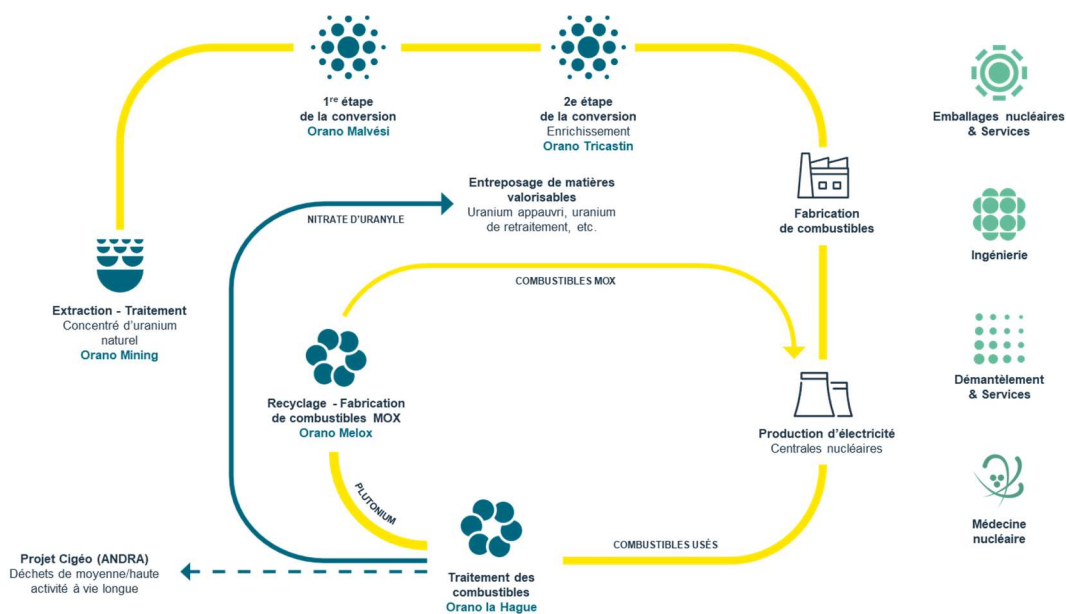 1re étape
de la conversion
Orano Malvési
2e étape
de la conversion
Enrichissement
Orano Tricastin
Emballages nucléaires
& Services
Entreposage de matières
valorisables
Uranium appauvri, uranium
de retraitement, etc.
NITRATE D'URANYLE
Fabrication
de combustibles
Ingénierie
COMBUSTIBLES MOX
Extraction - Traitement
Concentré d'uranium
naturel
Orano Mining
Démantèlement
& Services
Recyclage - Fabrication
de combustibles MOX
Orano Melox
Production d'électricité
Centrales nucléaires
PLUTONIUM
Médecine
nucléaire
COMBUSTIBLES USÉS
Projet Cigéo (ANDRA)
Déchets de moyenne/haute
activité à vie longue
Traitement des
combustibles
Orano la Hague